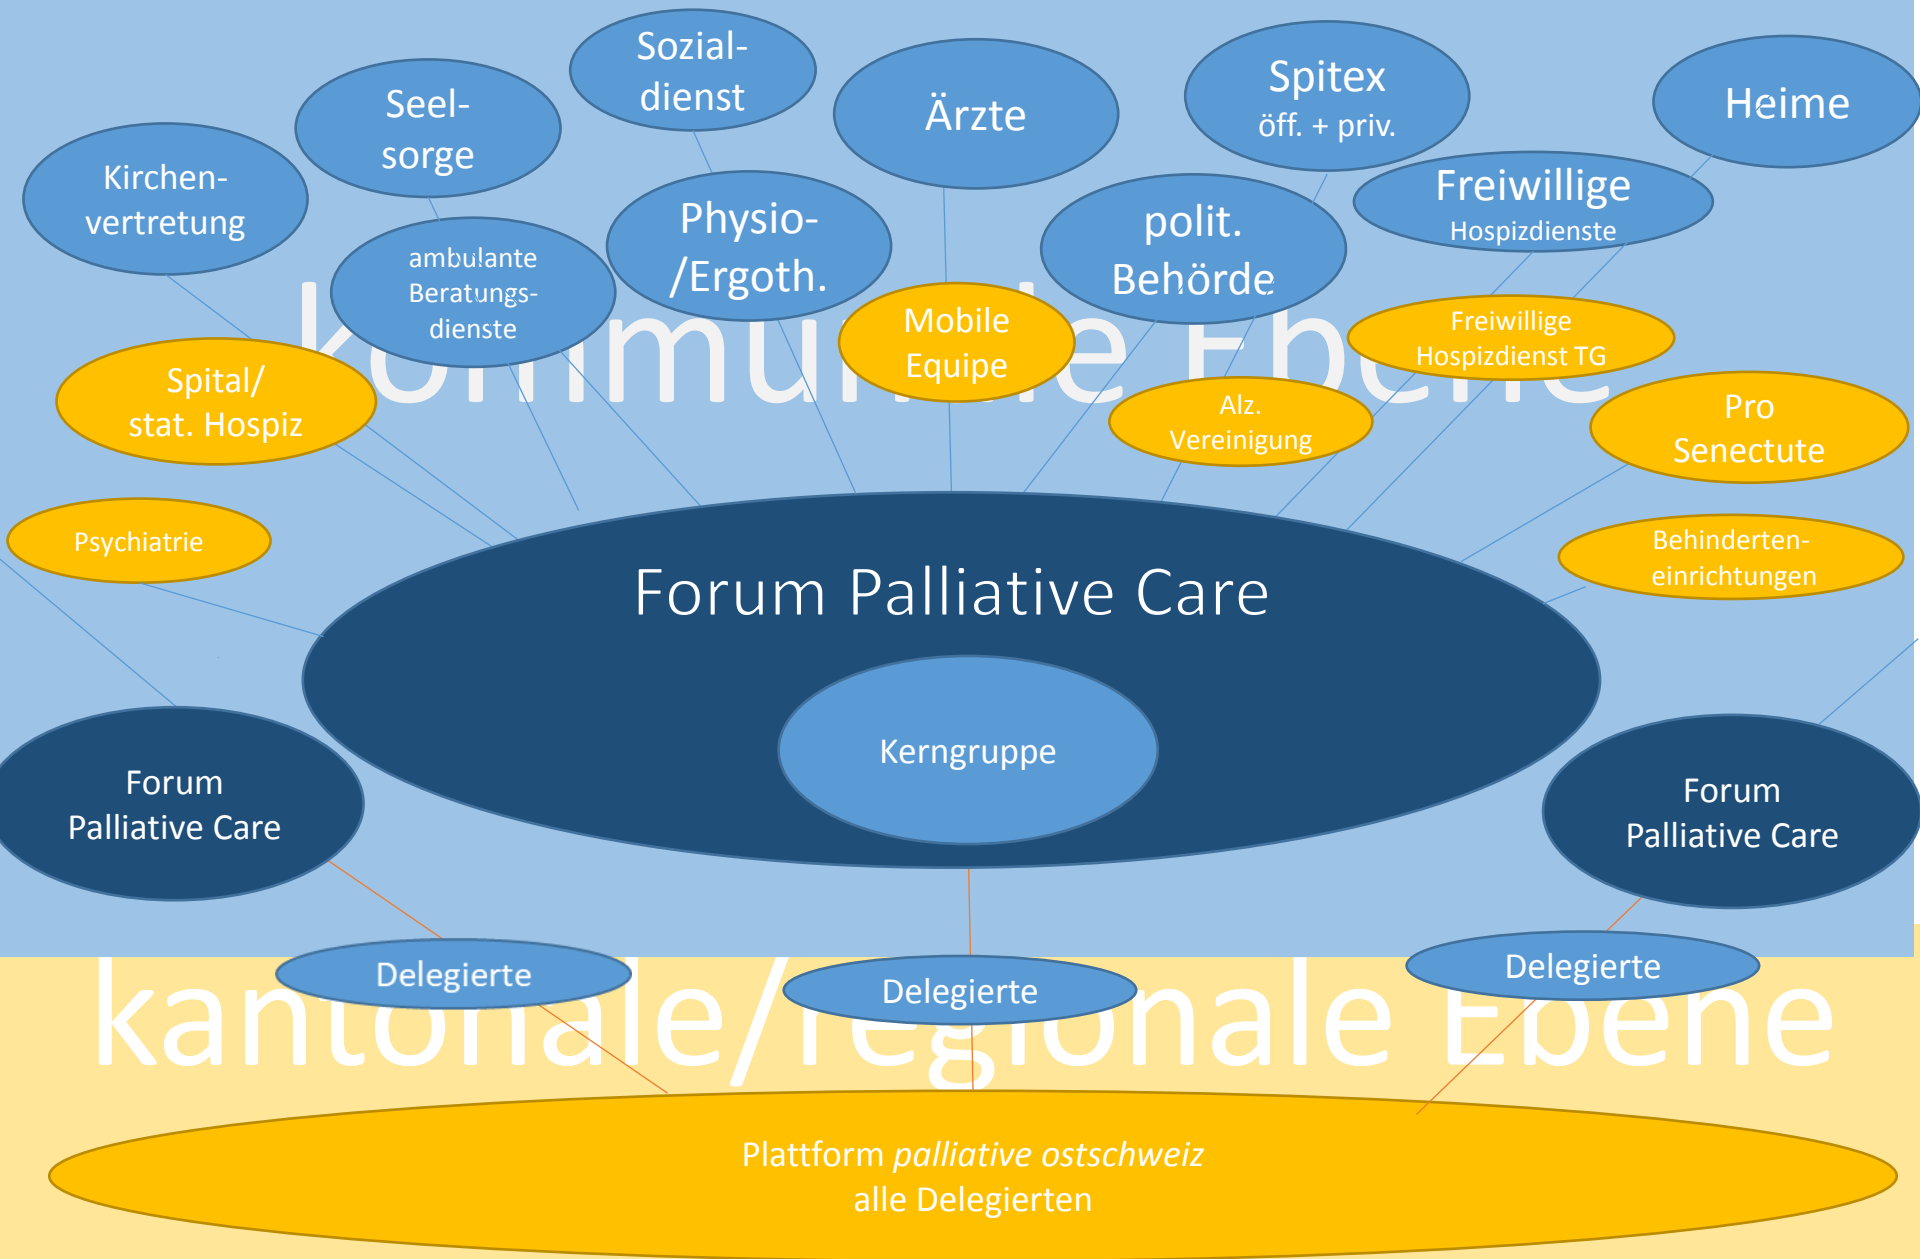 Sozial-
dienst
Seel-
sorge
Ärzte
Spitex
öff. + priv.
Heime
Kirchen-
vertretung
Physio-
/Ergoth.
polit.
Behörde
Freiwillige
Hospizdienste
ambulante
Beratungs-
dienste
kommunale Ebene
Mobile
Equipe
Freiwillige
Hospizdienst TG
Spital/
stat. Hospiz
Alz.
Vereinigung
Pro
Senectute
Psychiatrie
Behinderten-
einrichtungen
Forum Palliative Care
Kerngruppe
Forum
Palliative Care
Forum
Palliative Care
Delegierte
Delegierte
Delegierte
kantonale/regionale Ebene
Plattform palliative ostschweiz
alle Delegierten